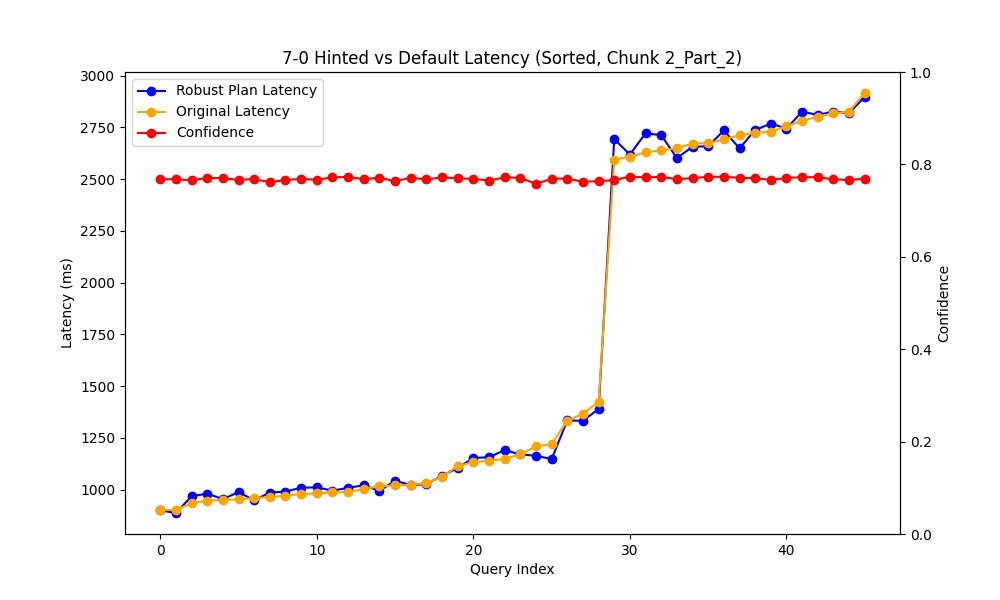 7-0 Hinted vs Default Latency (Sorted, Chunk 2_Part_2)
Robust Plan Latency
Original Latency
Confidence
Latency (ms)
3000
2750
2500
2250
2000
1750
1500
1250
1000
1.0
0.8
0.6
0.4
0.2
0.0
Confidence
0 10 20 30 40
Query Index